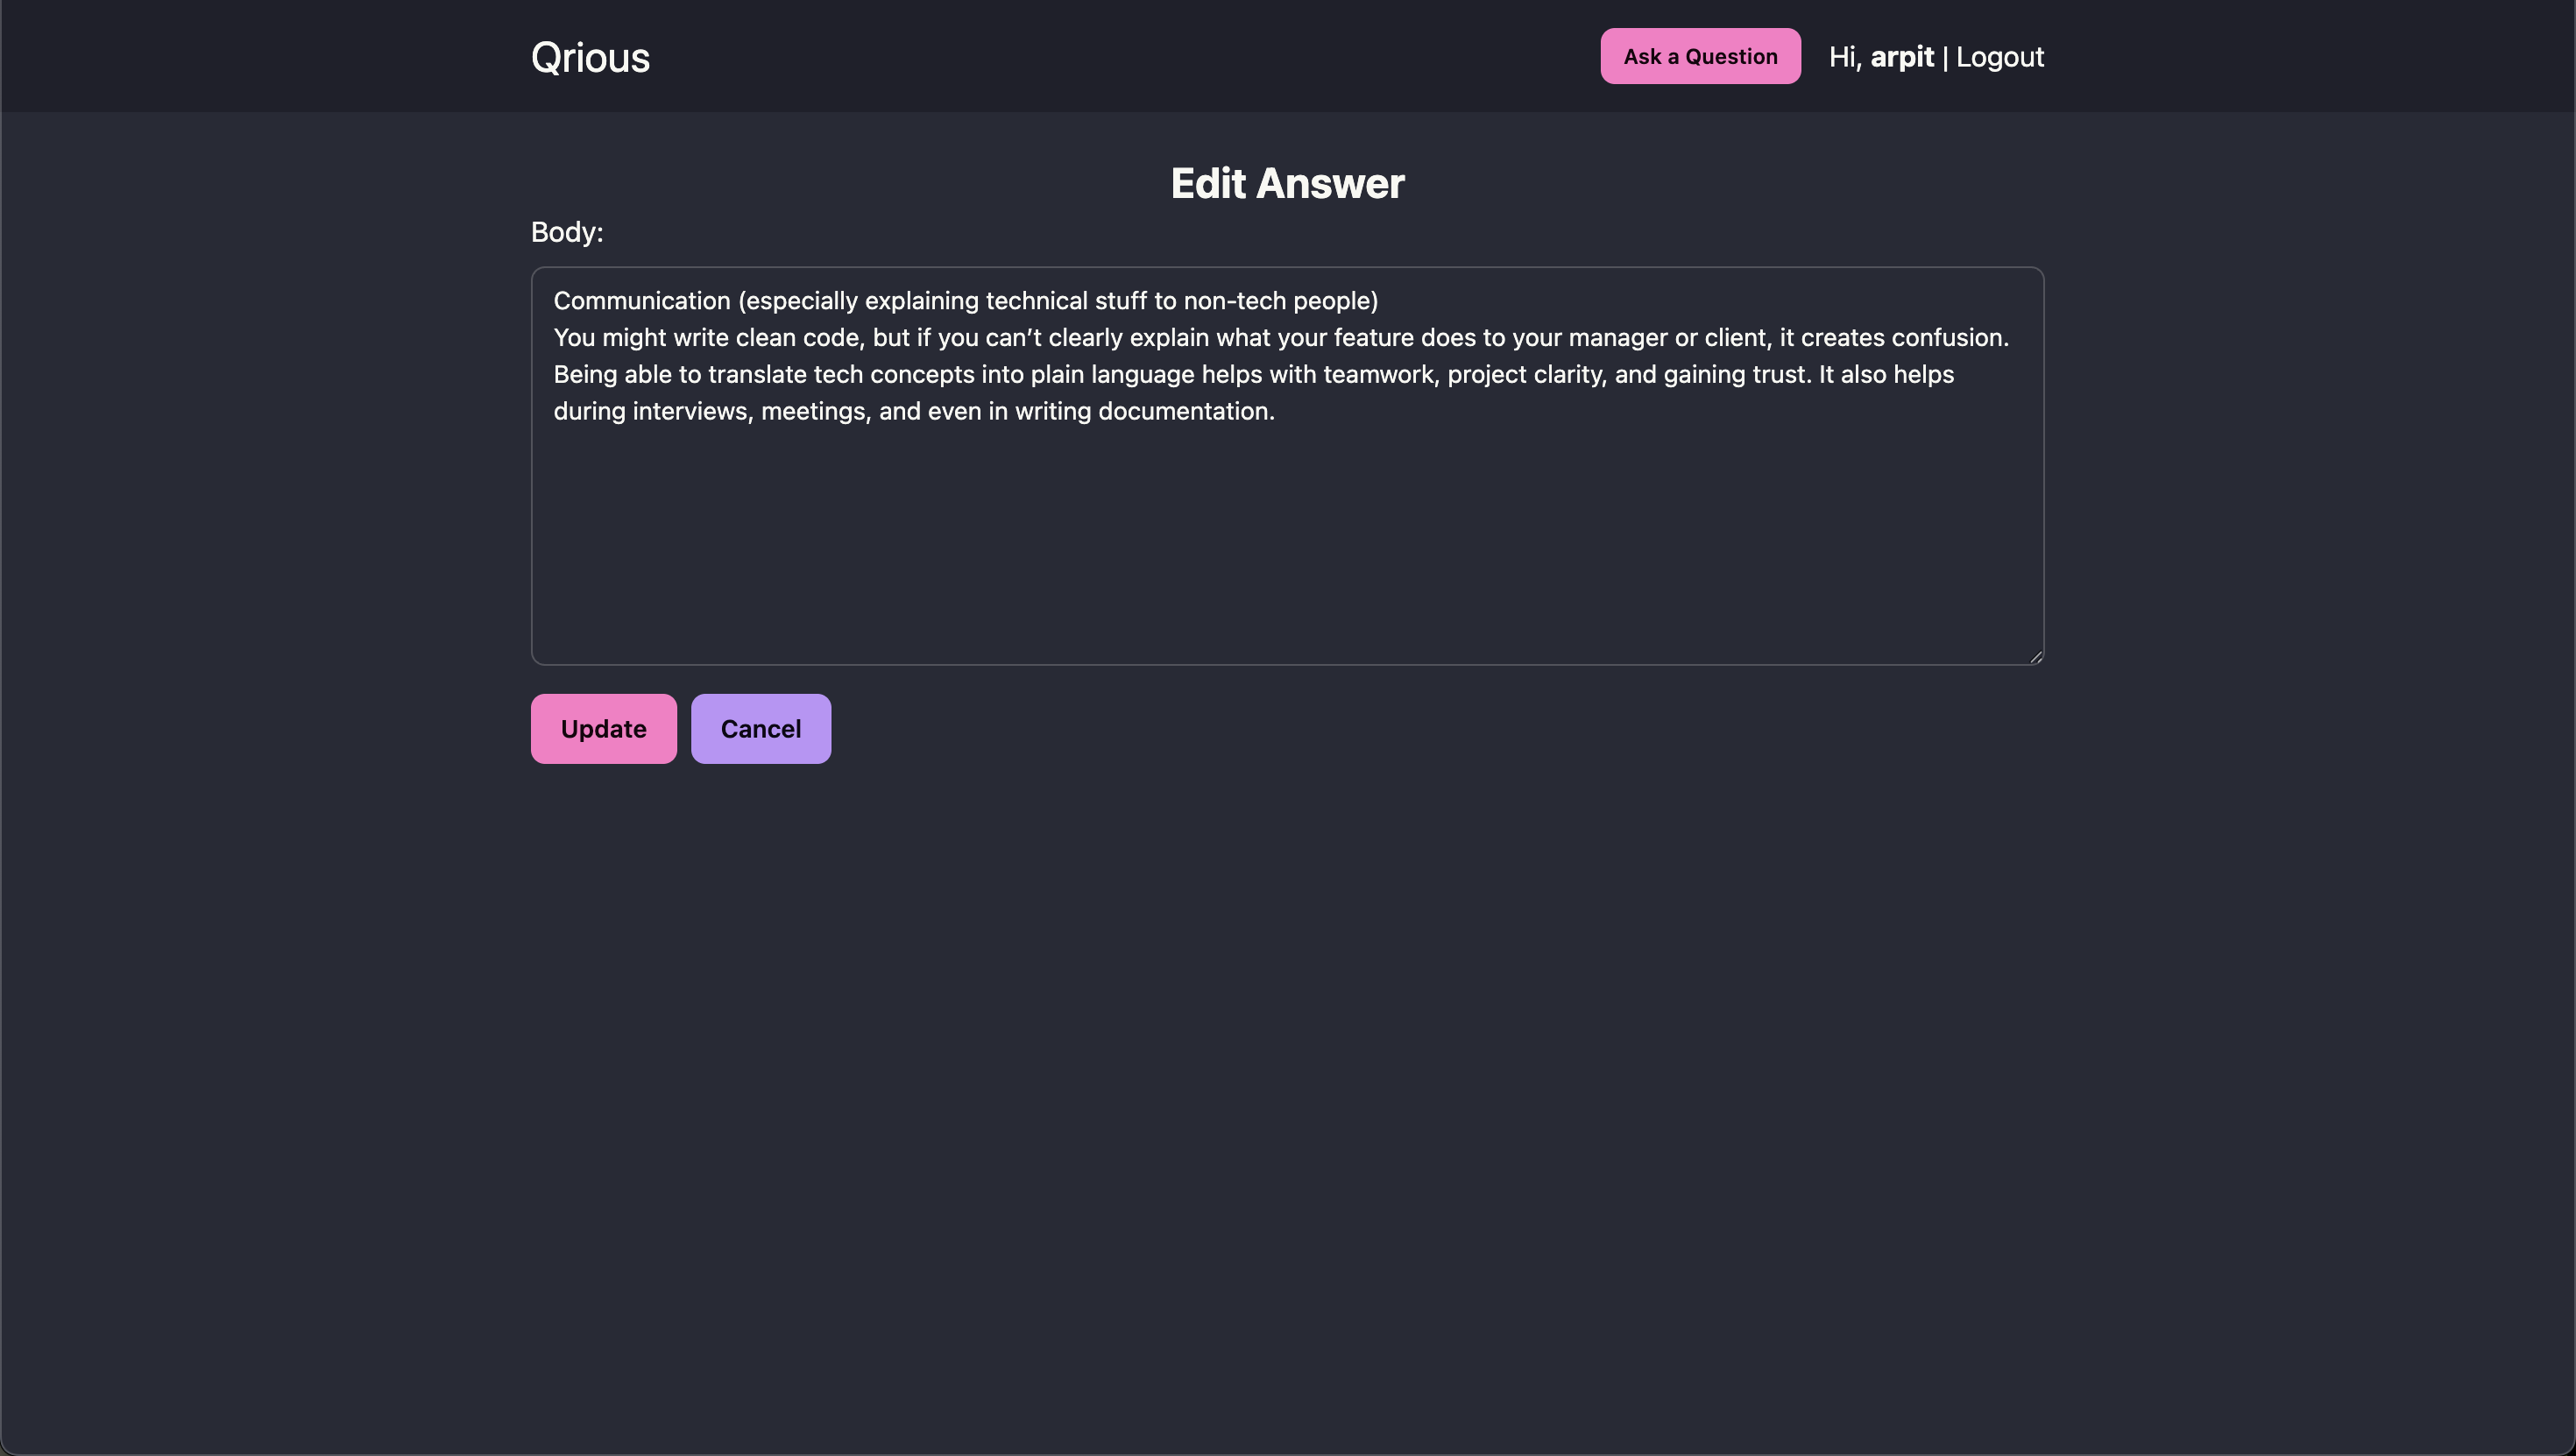 Qrious
Ask a Question
Hi, arpit | Logout
Edit Answer
Body:
Communication (especially explaining technical stuff to non-tech people)
You might write clean code, but if you can’t clearly explain what your feature does to your manager or client, it creates confusion.
Being able to translate tech concepts into plain language helps with teamwork, project clarity, and gaining trust. It also helps
during interviews, meetings, and even in writing documentation.
Update
Cancel